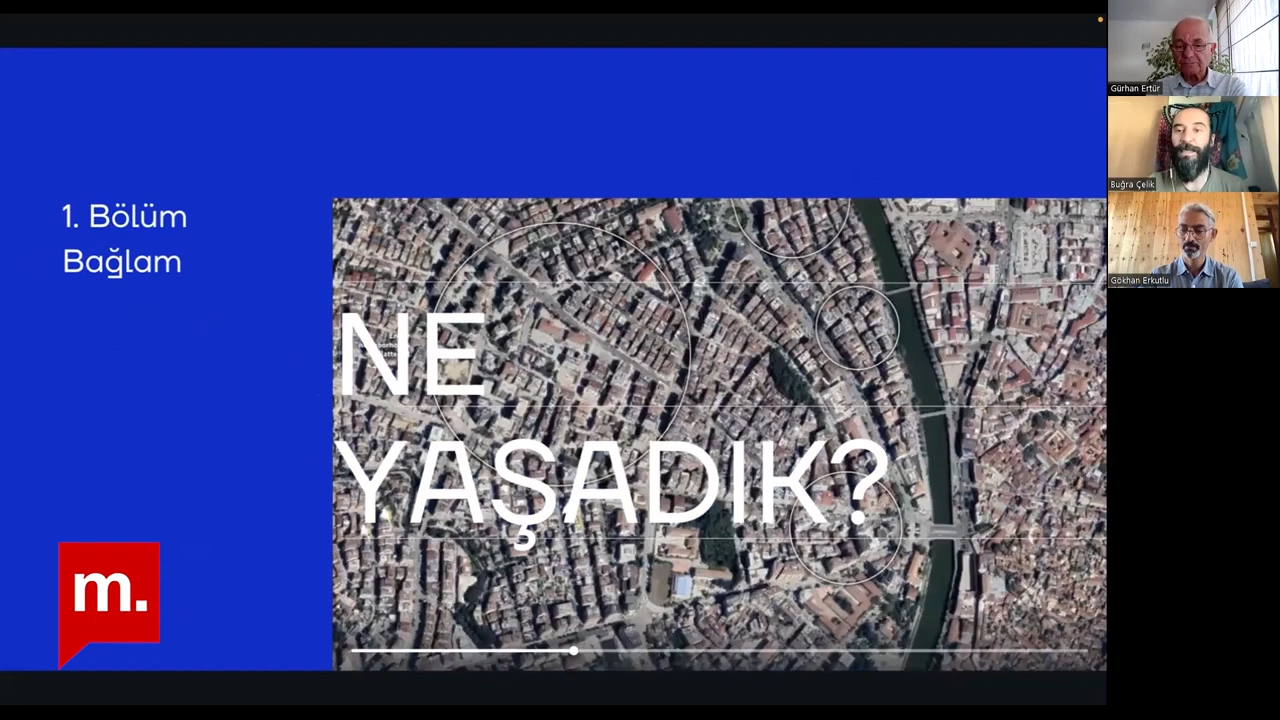 1. Bölüm
Bağlam
NE
YAŞADIK?
m.
Gürhan Ertür
Buğra Çelik
Gökhan Erkutlu